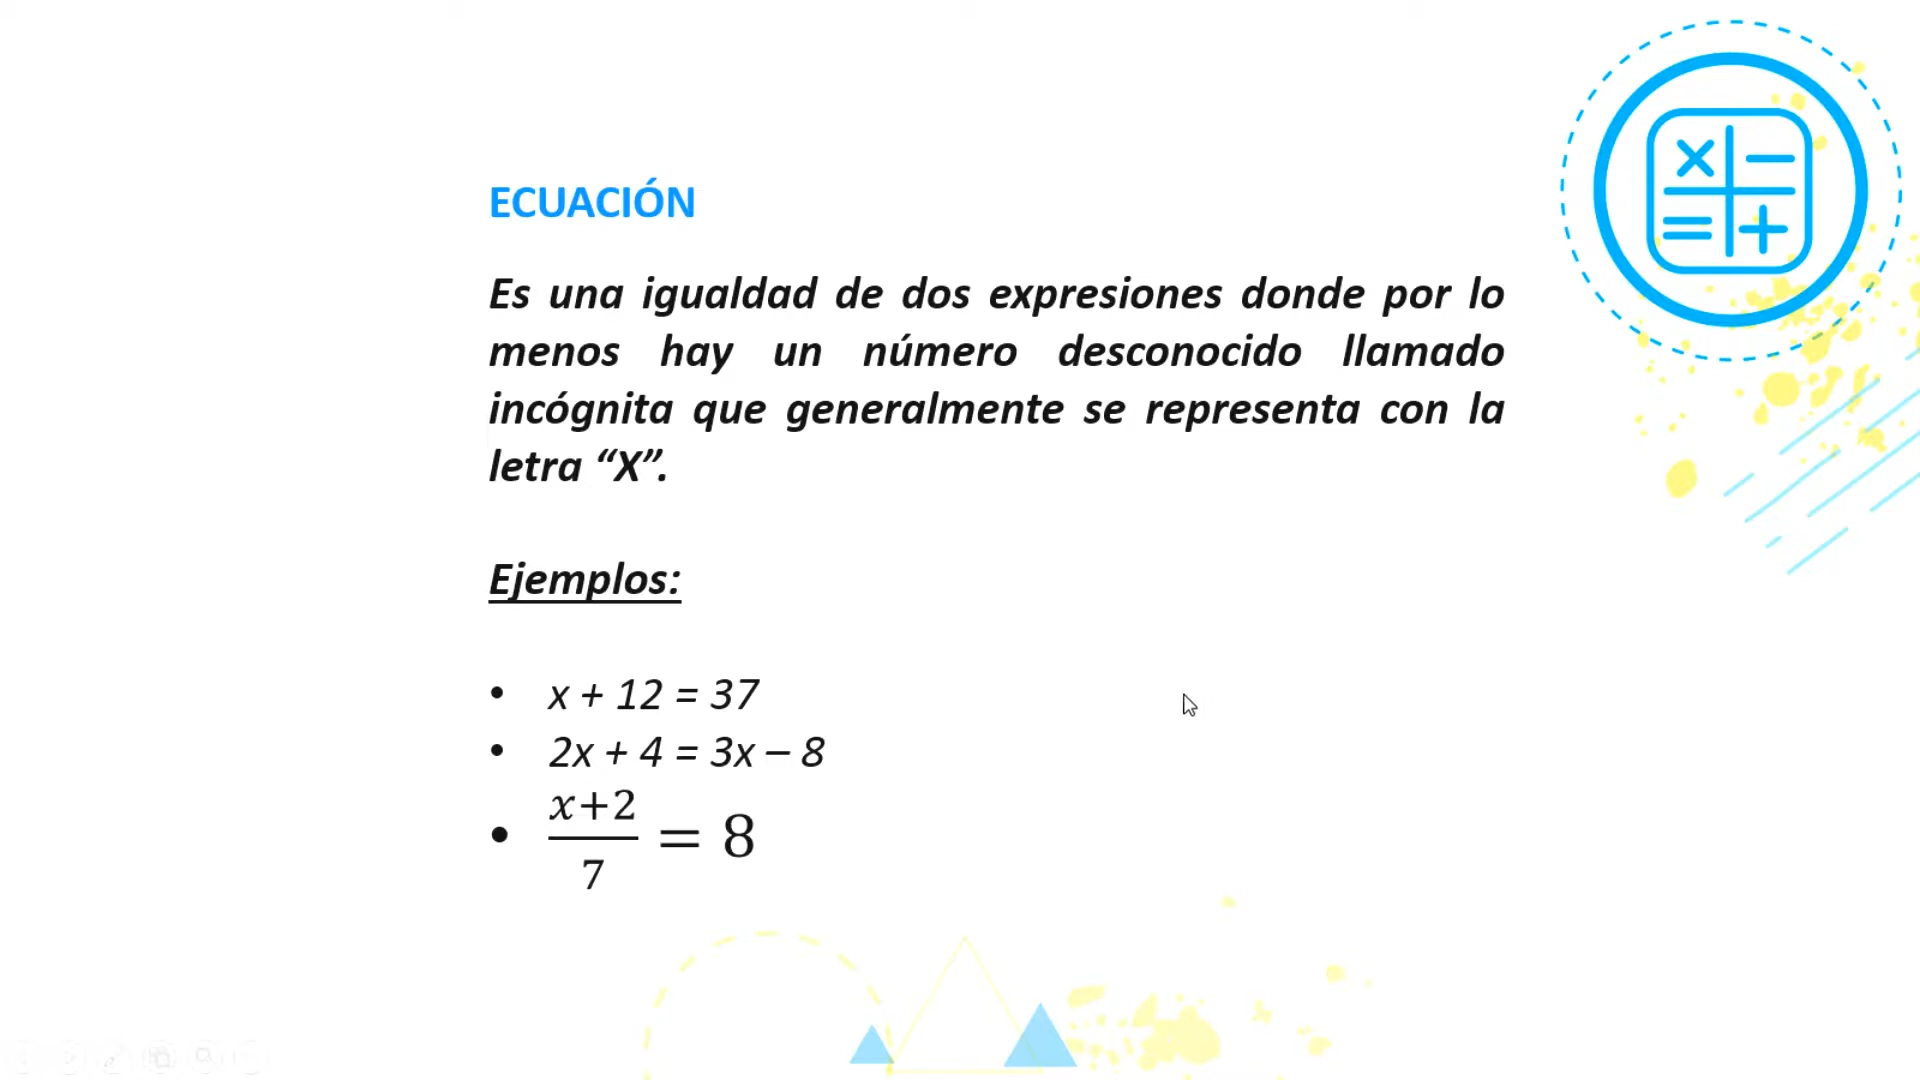 ECUACIÓN
Es una igualdad de dos expresiones donde por lo
menos hay un número desconocido llamado
incógnita que generalmente se representa con la
letra “X”.
Ejemplos:
• x + 12 = 37
• 2x + 4 = 3x – 8
• \frac{x+2}{7} = 8